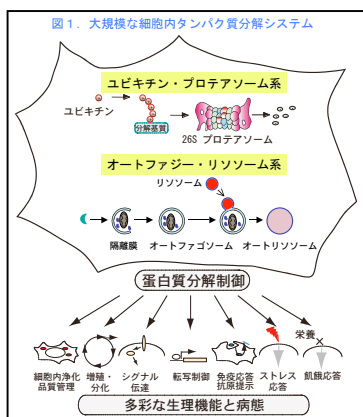 図1. 大規模な細胞内タンパク質分解システム
ユビキチン・プロテアソーム系
ユビキチン
分解基質
26S プロテアソーム
オートファジー・リソソーム系
リソソーム
隔離膜
オートファゴソーム
オートリソソーム
蛋白質分解制御
細胞内浄化
品質管理
増殖・
分化
シグナル
伝達
転写制御
免疫応答
抗原提示
ストレス
応答
栄養
飢餓応答
多彩な生理機能と病態